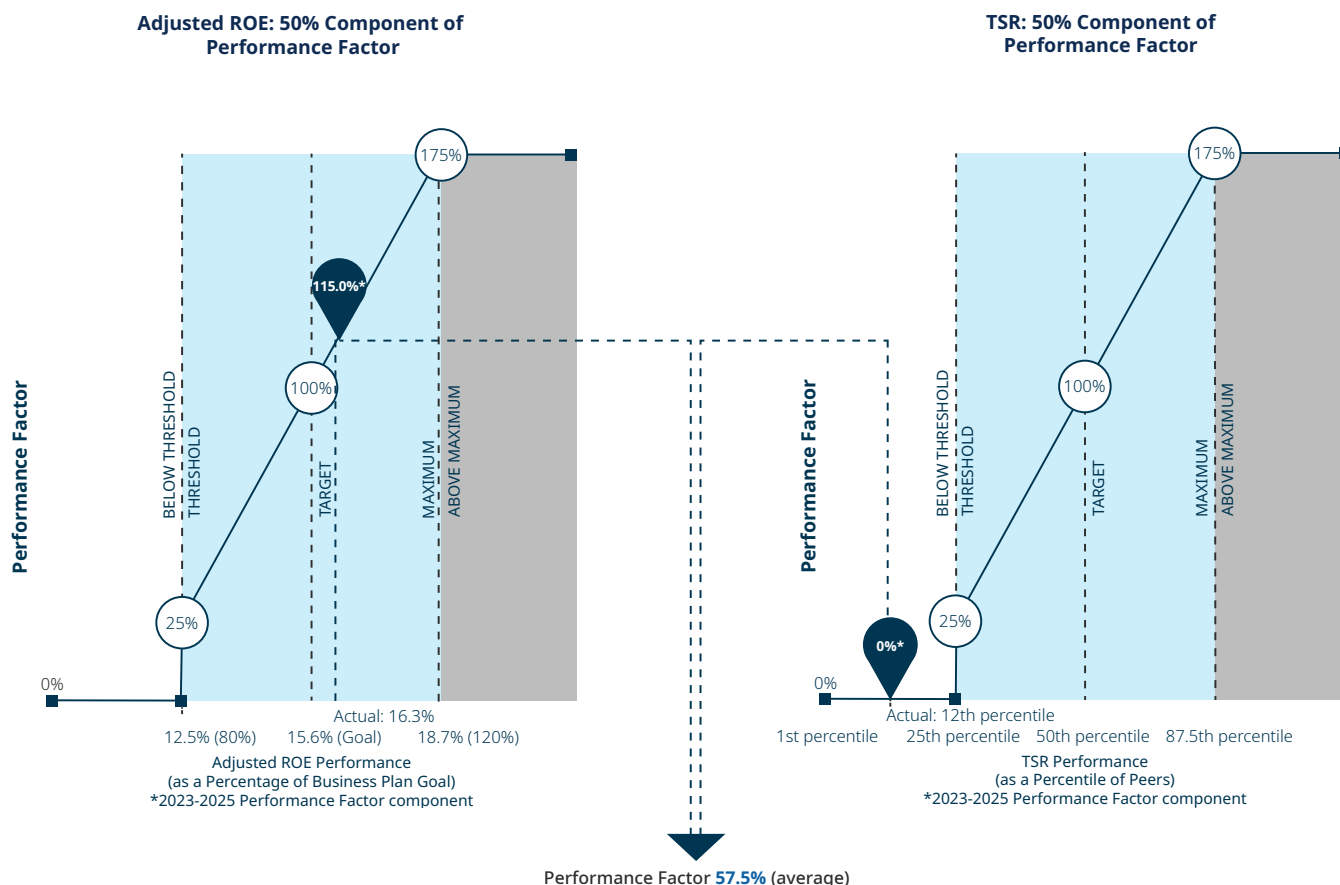 Adjusted ROE: 50% Component of
Performance Factor
175%
115.0%*
100%
25%
0%
Performance Factor
BELOW THRESHOLD
THRESHOLD
TARGET
MAXIMUM
ABOVE MAXIMUM
Actual: 16.3%
12.5% (80%) 15.6% (Goal) 18.7% (120%)
Adjusted ROE Performance
(as a Percentage of Business Plan Goal)
*2023-2025 Performance Factor component
TSR: 50% Component of
Performance Factor
175%
100%
25%
0%*
0%
Performance Factor
BELOW THRESHOLD
THRESHOLD
TARGET
MAXIMUM
ABOVE MAXIMUM
Actual: 12th percentile
1st percentile 25th percentile 50th percentile 87.5th percentile
TSR Performance
(as a Percentile of Peers)
*2023-2025 Performance Factor component
Performance Factor 57.5% (average)